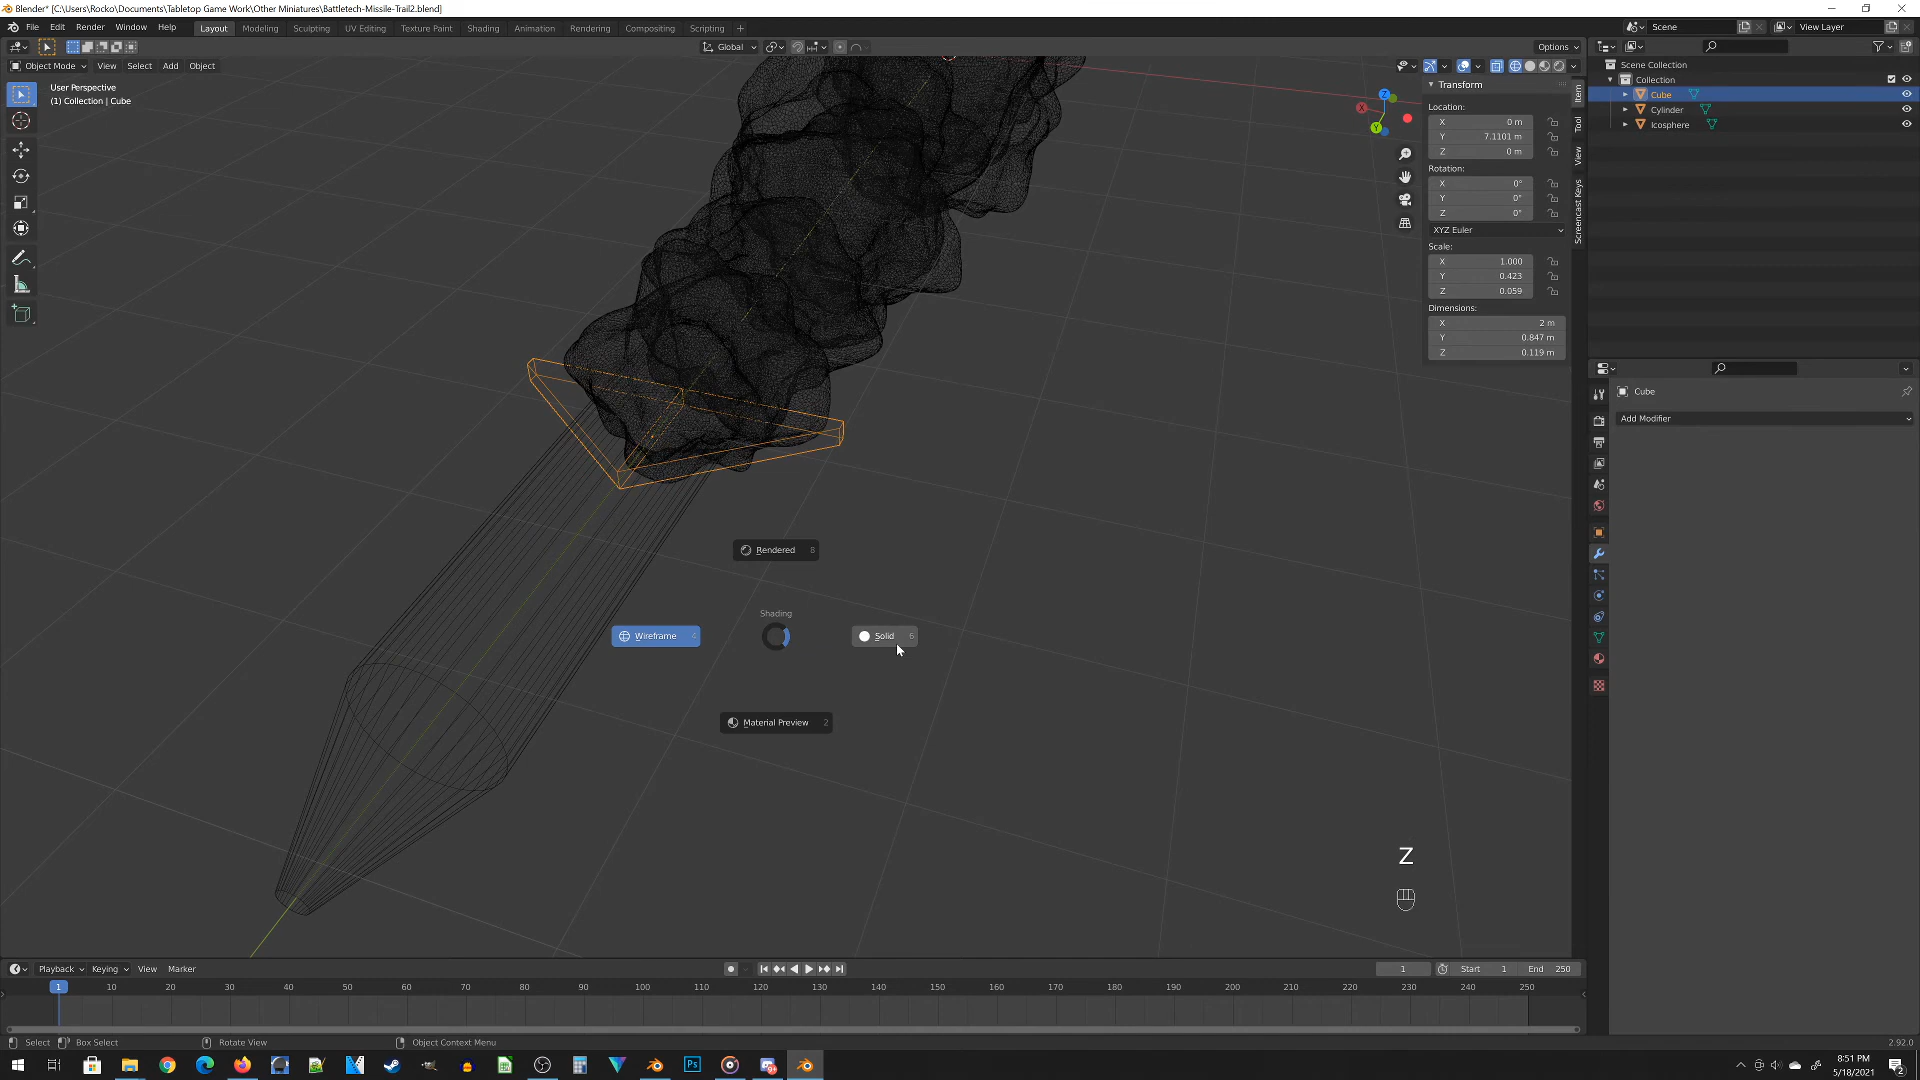 Blender* [C:\Users\Rocko\Documents\Tabletop Game Work\Other Miniatures\Battletech-Missile-Trail2.blend]
File Edit Render Window Help Layout Modeling Sculpting UV Editing Texture Paint Shading Animation Rendering Compositing Scripting + Scene View Layer
Global Options
Object Mode View Select Add Object
User Perspective
(1) Collection | Cube
Transform
Location:
X 0 m
Y 7.1101 m
Z 0 m
Rotation:
X 0°
Y 0°
Z 0°
XYZ Euler
Scale:
X 1.000
Y 0.423
Z 0.059
Dimensions:
X 2 m
Y 0.847 m
Z 0.119 m
Item
Tool
View
Screencast Keys
X
Y
Z
Scene Collection
Collection
Cube
Cylinder
Icosphere
Cube
Add Modifier
Rendered 8
Shading
Wireframe 4
Solid 6
Material Preview 2
Z
Playback Keying View Marker 1 Start 1 End 250
1 10 20 30 40 50 60 70 80 90 100 110 120 130 140 150 160 170 180 190 200 210 220 230 240 250
Select Box Select Rotate View Object Context Menu 2.92.0
Ps 9+
8:51 PM
5/18/2021
2